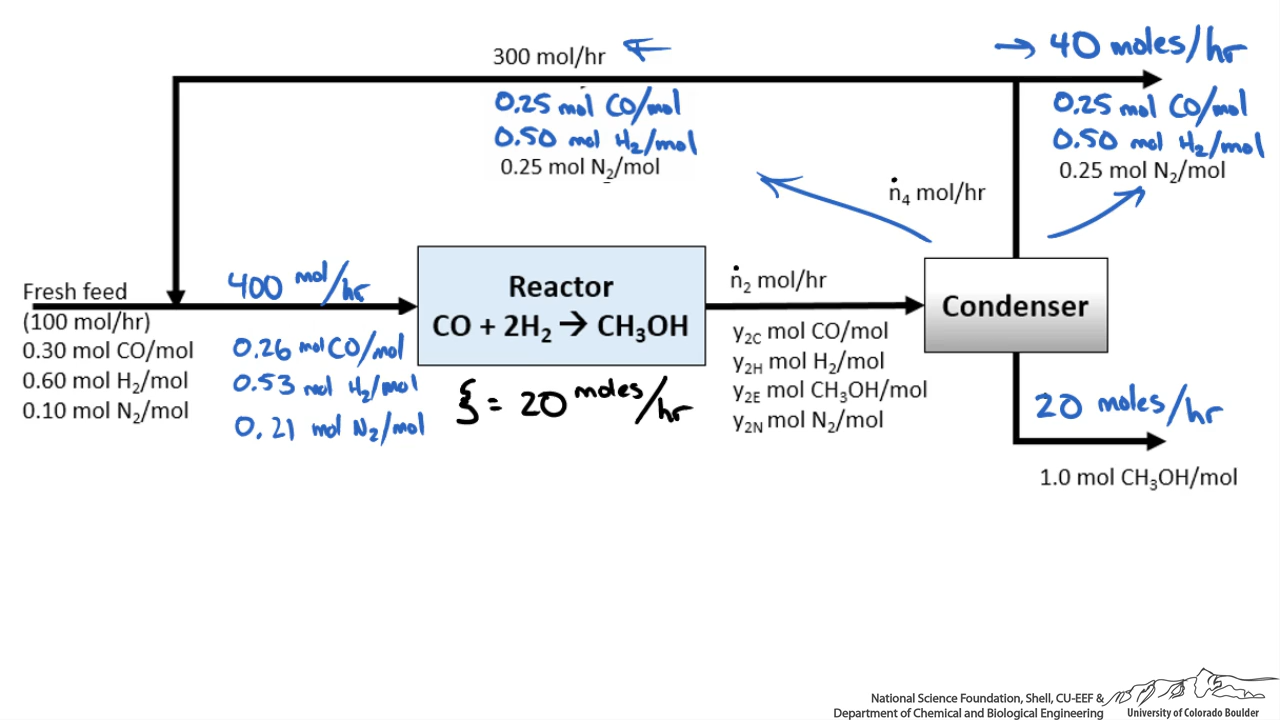 300 mol/hr ←
→ 40 moles/hr
0.25 mol CO/mol
0.50 mol H₂/mol
0.25 mol N₂/mol
0.25 mol CO/mol
0.50 mol H₂/mol
0.25 mol N₂/mol
ṅ₄ mol/hr
Fresh feed
(100 mol/hr)
0.30 mol CO/mol
0.60 mol H₂/mol
0.10 mol N₂/mol
400 mol/hr
0.26 mol CO/mol
0.53 mol H₂/mol
0.21 mol N₂/mol
Reactor
CO + 2H₂ → CH₃OH
ξ = 20 moles/hr
ṅ₂ mol/hr
y₂C mol CO/mol
y₂H mol H₂/mol
y₂E mol CH₃OH/mol
y₂N mol N₂/mol
Condenser
20 moles/hr
1.0 mol CH₃OH/mol
National Science Foundation, Shell, CU-EEF &
Department of Chemical and Biological Engineering
University of Colorado Boulder